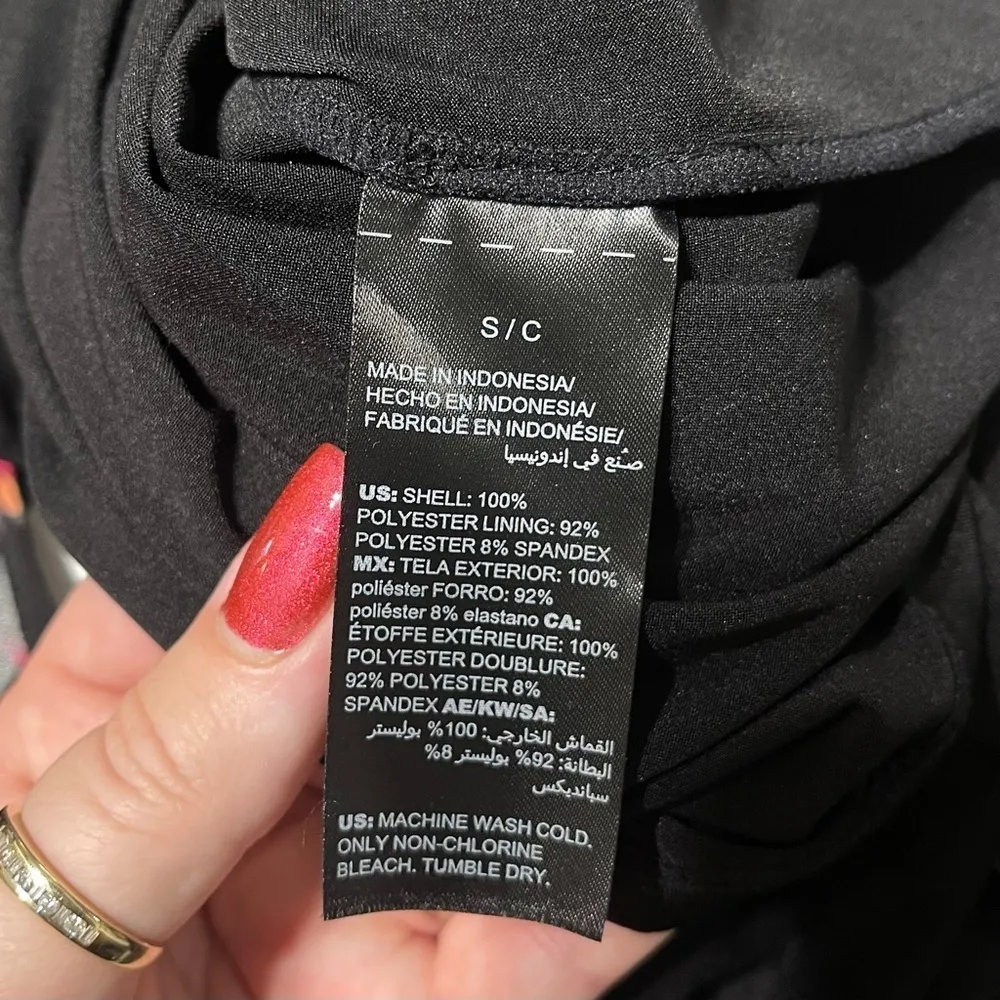 S / C
MADE IN INDONESIA/
HECHO EN INDONESIA/
FABRIQUÉ EN INDONÉSIE/
صُنع في إندونيسيا
US: SHELL: 100%
POLYESTER LINING: 92%
POLYESTER 8% SPANDEX
MX: TELA EXTERIOR: 100%
poliéster FORRO: 92%
poliéster 8% elastano CA:
ÉTOFFE EXTÉRIEURE: 100%
POLYESTER DOUBLURE:
92% POLYESTER 8%
SPANDEX AE/KW/SA:
القماش الخارجي: 100% بوليستر
البطانة: 92% بوليستر 8%
سباندیکس
US: MACHINE WASH COLD.
ONLY NON-CHLORINE
BLEACH. TUMBLE DRY.